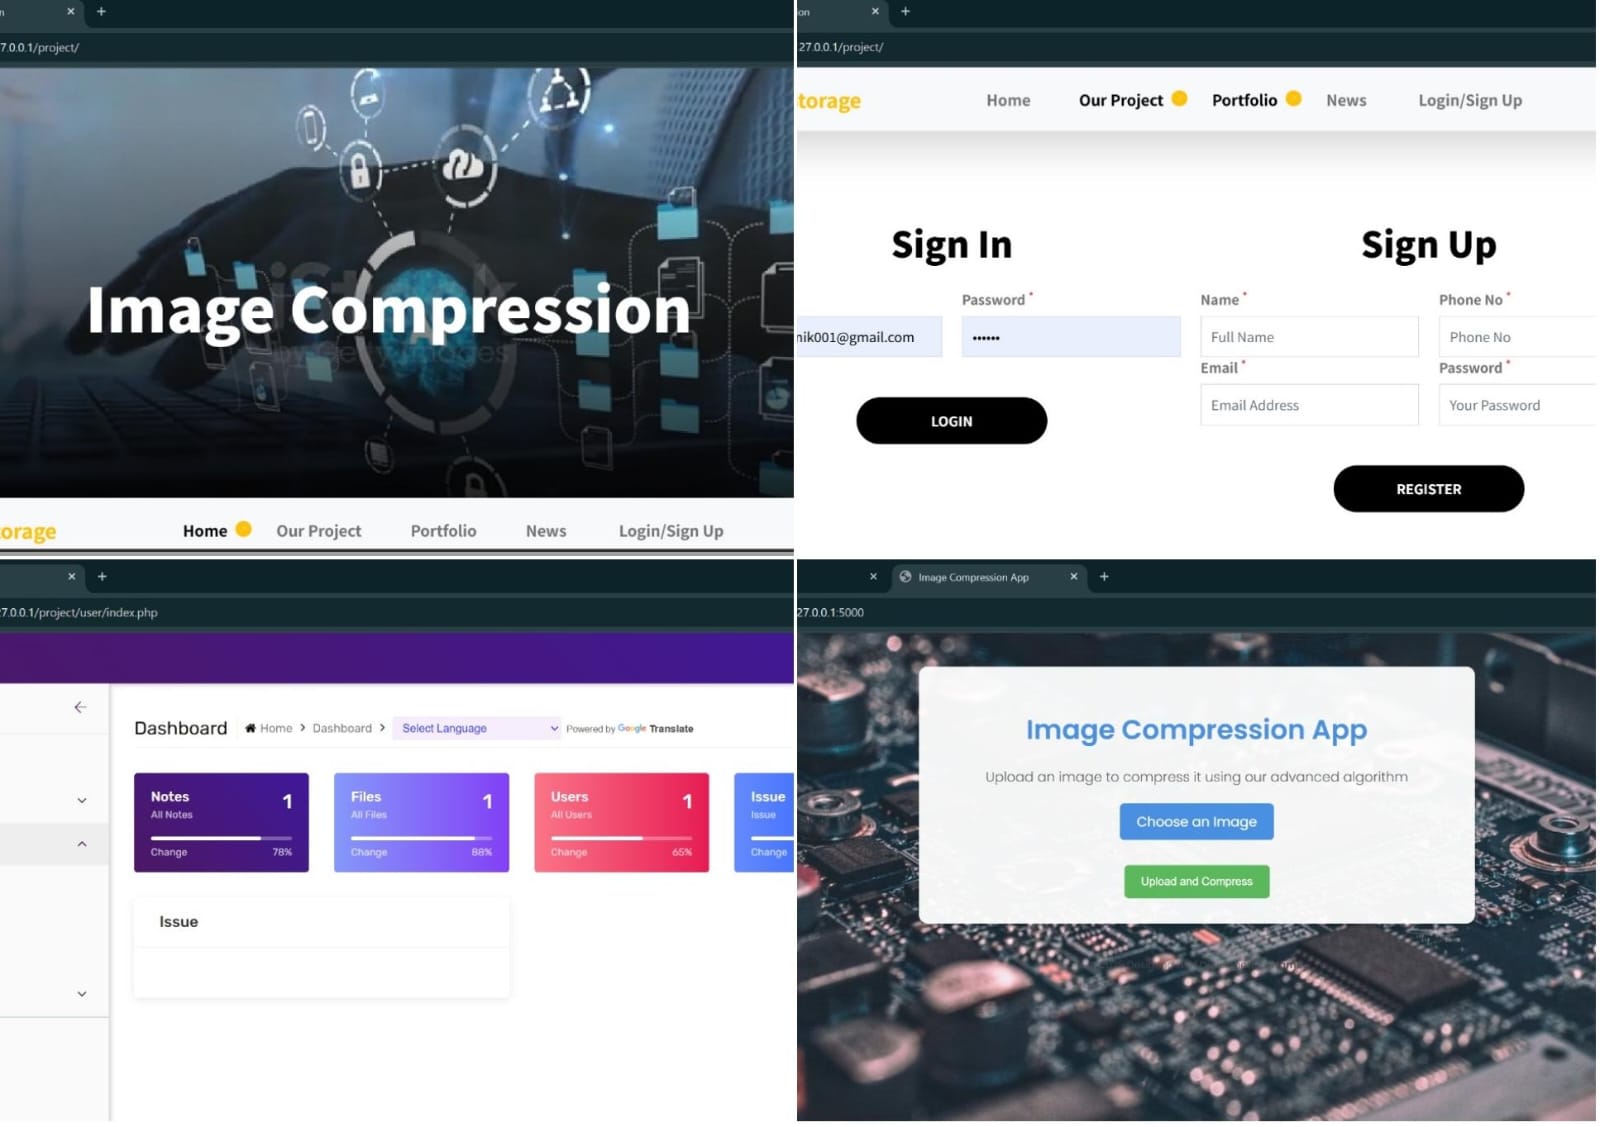 n × +
7.0.0.1/project/
iStock
by Getty Images
Image Compression
orage Home Our Project Portfolio News Login/Sign Up
on × +
27.0.0.1/project/
torage Home Our Project Portfolio News Login/Sign Up
Sign In
Sign Up
Password * Name * Phone No *
nik001@gmail.com •••••• Full Name Phone No
Email * Password *
Email Address Your Password
LOGIN
REGISTER
× +
7.0.0.1/project/user/index.php
Dashboard Home > Dashboard > Select Language Powered by Google Translate
Notes 1
All Notes
Change 78%
Files 1
All Files
Change 88%
Users 1
All Users
Change 65%
Issue
Issue
Change
Issue
× Image Compression App × +
27.0.0.1:5000
Image Compression App
Upload an image to compress it using our advanced algorithm
Choose an Image
Upload and Compress